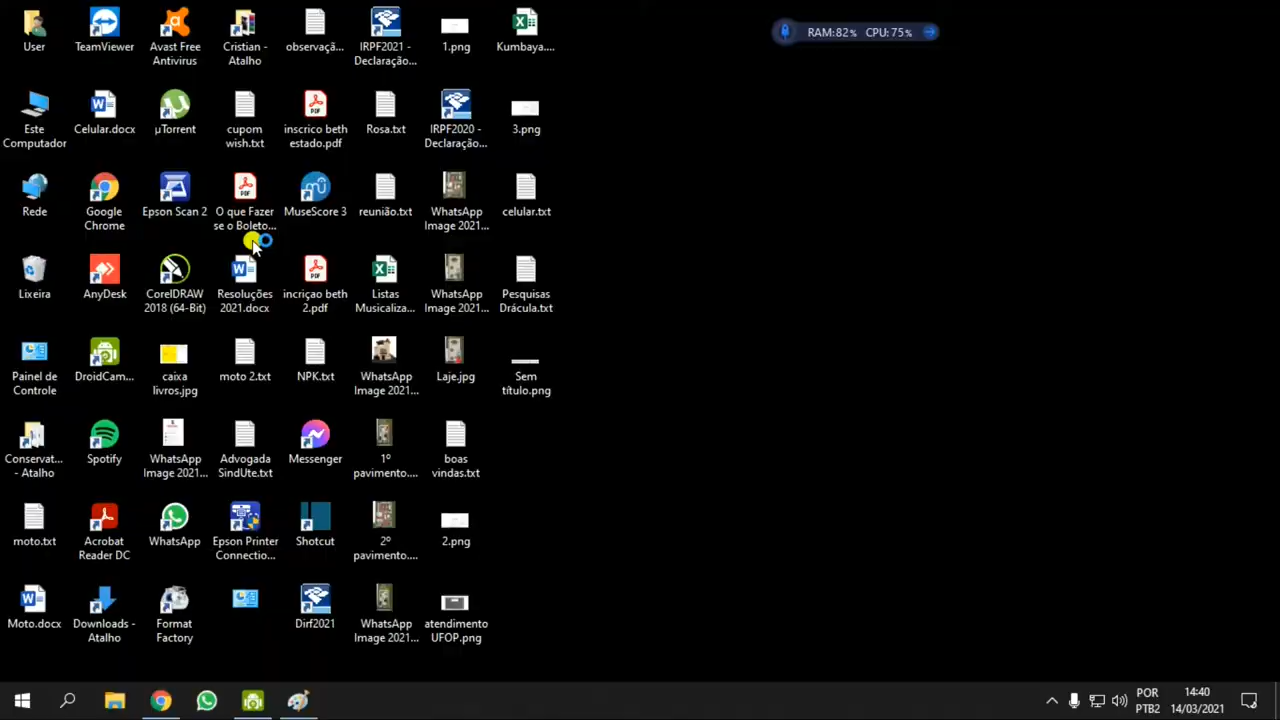 RAM:82% CPU:75%
User
TeamViewer
Avast Free
Antivirus
Cristian -
Atalho
observaçã...
IRPF2021 -
Declaração...
1.png
Kumbaya....
Este
Computador
Celular.docx
µTorrent
cupom
wish.txt
inscrico beth
estado.pdf
Rosa.txt
IRPF2020 -
Declaração...
3.png
Rede
Google
Chrome
Epson Scan 2
O que Fazer
se o Boleto...
MuseScore 3
reunião.txt
WhatsApp
Image 2021...
celular.txt
Lixeira
AnyDesk
CorelDRAW
2018 (64-Bit)
Resoluções
2021.docx
incriçao beth
2.pdf
Listas
Musicaliza...
WhatsApp
Image 2021...
Pesquisas
Drácula.txt
Painel de
Controle
DroidCam...
caixa
livros.jpg
moto 2.txt
NPK.txt
WhatsApp
Image 2021...
Laje.jpg
Sem
título.png
Conservat...
- Atalho
Spotify
WhatsApp
Image 2021...
Advogada
SindUte.txt
Messenger
1º
pavimento....
boas
vindas.txt
moto.txt
Acrobat
Reader DC
WhatsApp
Epson Printer
Connectio...
Shotcut
2º
pavimento....
2.png
Moto.docx
Downloads -
Atalho
Format
Factory
Dirf2021
WhatsApp
Image 2021...
atendimento
UFOP.png
POR
PTB2
14:40
14/03/2021